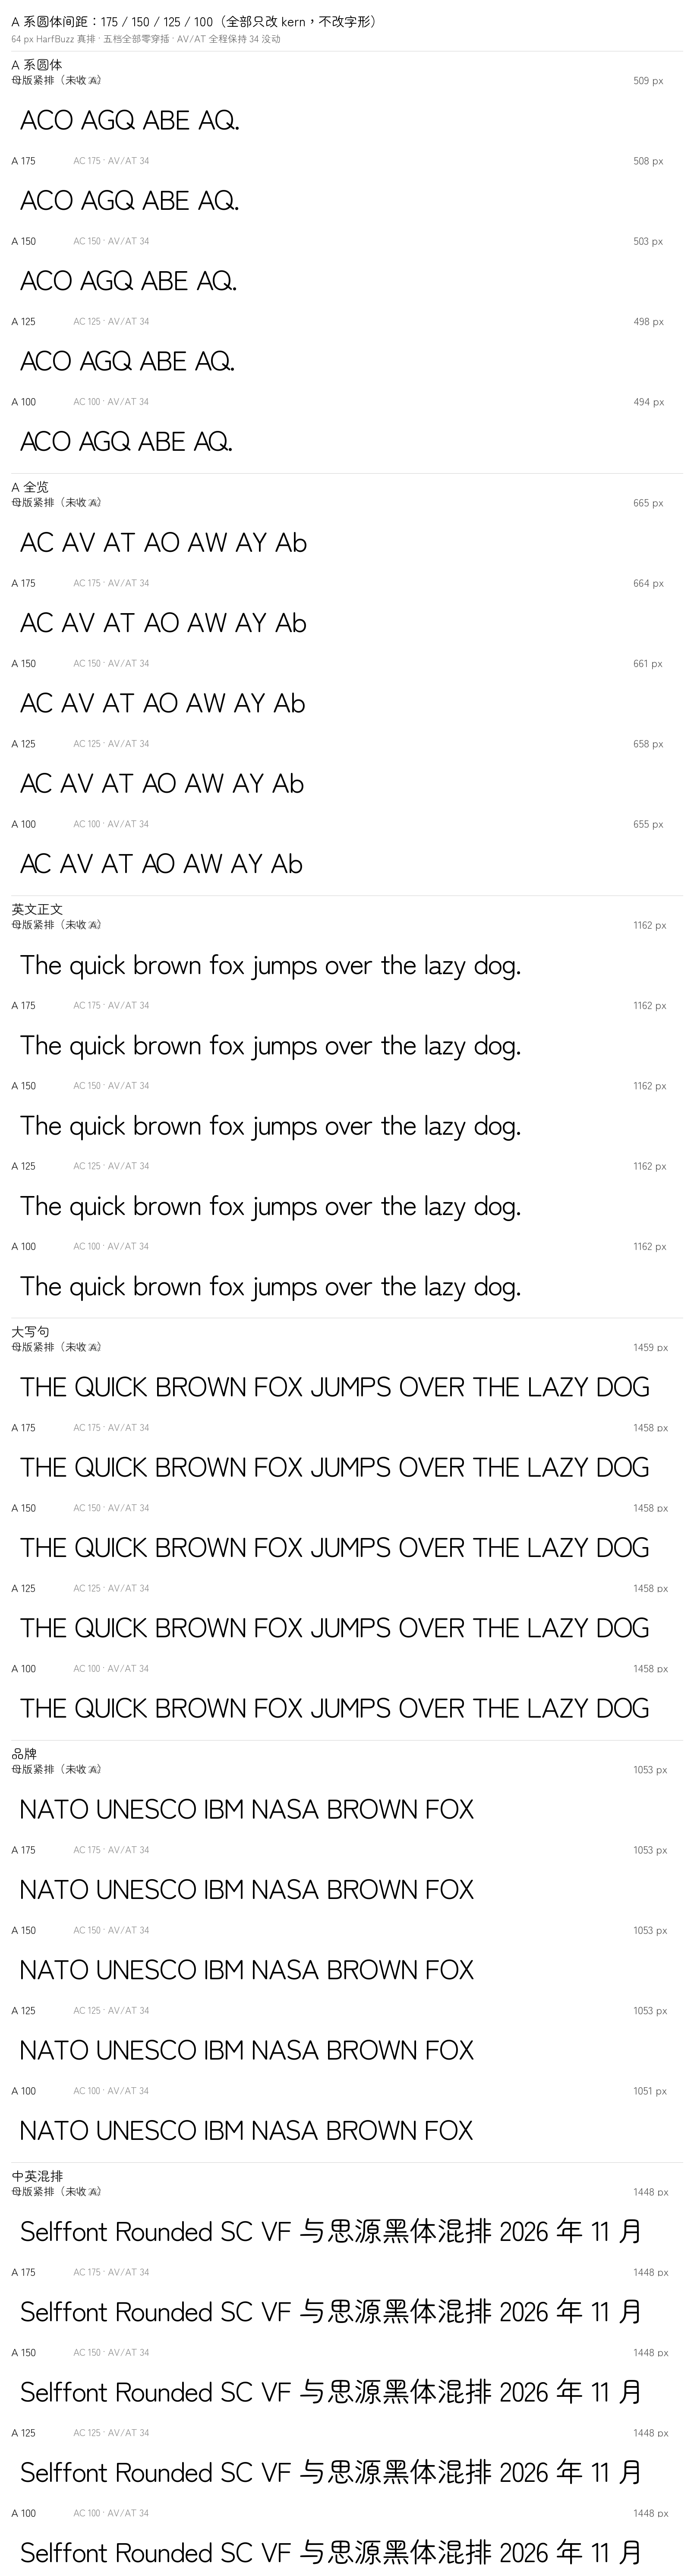 A 系圆体间距：175 / 150 / 125 / 100（全部只改 kern，不改字形）
64 px HarfBuzz 真排 · 五档全部零穿插 · AV/AT 全程保持 34 没动
A 系圆体
母版紧排（未收 A） 509 px
ACO AGQ ABE AQ.
A 175 AC 175 · AV/AT 34 508 px
ACO AGQ ABE AQ.
A 150 AC 150 · AV/AT 34 503 px
ACO AGQ ABE AQ.
A 125 AC 125 · AV/AT 34 498 px
ACO AGQ ABE AQ.
A 100 AC 100 · AV/AT 34 494 px
ACO AGQ ABE AQ.
A 全览
母版紧排（未收 A） 665 px
AC AV AT AO AW AY Ab
A 175 AC 175 · AV/AT 34 664 px
AC AV AT AO AW AY Ab
A 150 AC 150 · AV/AT 34 661 px
AC AV AT AO AW AY Ab
A 125 AC 125 · AV/AT 34 658 px
AC AV AT AO AW AY Ab
A 100 AC 100 · AV/AT 34 655 px
AC AV AT AO AW AY Ab
英文正文
母版紧排（未收 A） 1162 px
The quick brown fox jumps over the lazy dog.
A 175 AC 175 · AV/AT 34 1162 px
The quick brown fox jumps over the lazy dog.
A 150 AC 150 · AV/AT 34 1162 px
The quick brown fox jumps over the lazy dog.
A 125 AC 125 · AV/AT 34 1162 px
The quick brown fox jumps over the lazy dog.
A 100 AC 100 · AV/AT 34 1162 px
The quick brown fox jumps over the lazy dog.
大写句
母版紧排（未收 A） 1459 px
THE QUICK BROWN FOX JUMPS OVER THE LAZY DOG
A 175 AC 175 · AV/AT 34 1458 px
THE QUICK BROWN FOX JUMPS OVER THE LAZY DOG
A 150 AC 150 · AV/AT 34 1458 px
THE QUICK BROWN FOX JUMPS OVER THE LAZY DOG
A 125 AC 125 · AV/AT 34 1458 px
THE QUICK BROWN FOX JUMPS OVER THE LAZY DOG
A 100 AC 100 · AV/AT 34 1458 px
THE QUICK BROWN FOX JUMPS OVER THE LAZY DOG
品牌
母版紧排（未收 A） 1053 px
NATO UNESCO IBM NASA BROWN FOX
A 175 AC 175 · AV/AT 34 1053 px
NATO UNESCO IBM NASA BROWN FOX
A 150 AC 150 · AV/AT 34 1053 px
NATO UNESCO IBM NASA BROWN FOX
A 125 AC 125 · AV/AT 34 1053 px
NATO UNESCO IBM NASA BROWN FOX
A 100 AC 100 · AV/AT 34 1051 px
NATO UNESCO IBM NASA BROWN FOX
中英混排
母版紧排（未收 A） 1448 px
Selffont Rounded SC VF 与思源黑体混排 2026 年 11 月
A 175 AC 175 · AV/AT 34 1448 px
Selffont Rounded SC VF 与思源黑体混排 2026 年 11 月
A 150 AC 150 · AV/AT 34 1448 px
Selffont Rounded SC VF 与思源黑体混排 2026 年 11 月
A 125 AC 125 · AV/AT 34 1448 px
Selffont Rounded SC VF 与思源黑体混排 2026 年 11 月
A 100 AC 100 · AV/AT 34 1448 px
Selffont Rounded SC VF 与思源黑体混排 2026 年 11 月